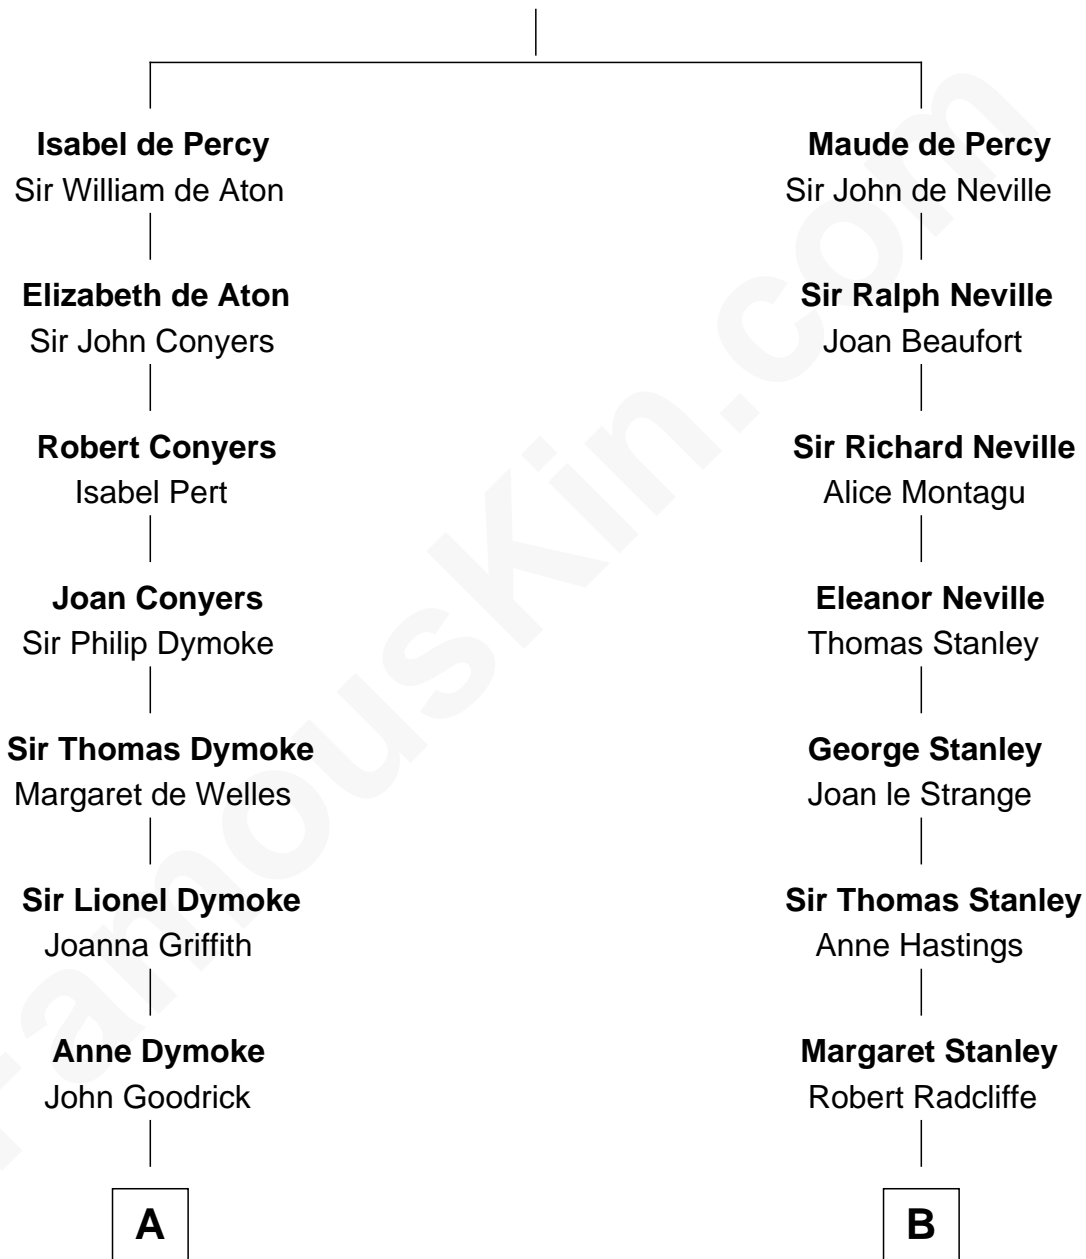 Isabel de Percy
Sir William de Aton
Elizabeth de Aton
Sir John Conyers
Robert Conyers
Isabel Pert
Joan Conyers
Sir Philip Dymoke
Sir Thomas Dymoke
Margaret de Welles
Sir Lionel Dymoke
Joanna Griffith
Anne Dymoke
John Goodrick
A
Maude de Percy
Sir John de Neville
Sir Ralph Neville
Joan Beaufort
Sir Richard Neville
Alice Montagu
Eleanor Neville
Thomas Stanley
George Stanley
Joan le Strange
Sir Thomas Stanley
Anne Hastings
Margaret Stanley
Robert Radcliffe
B
FamousKin.com